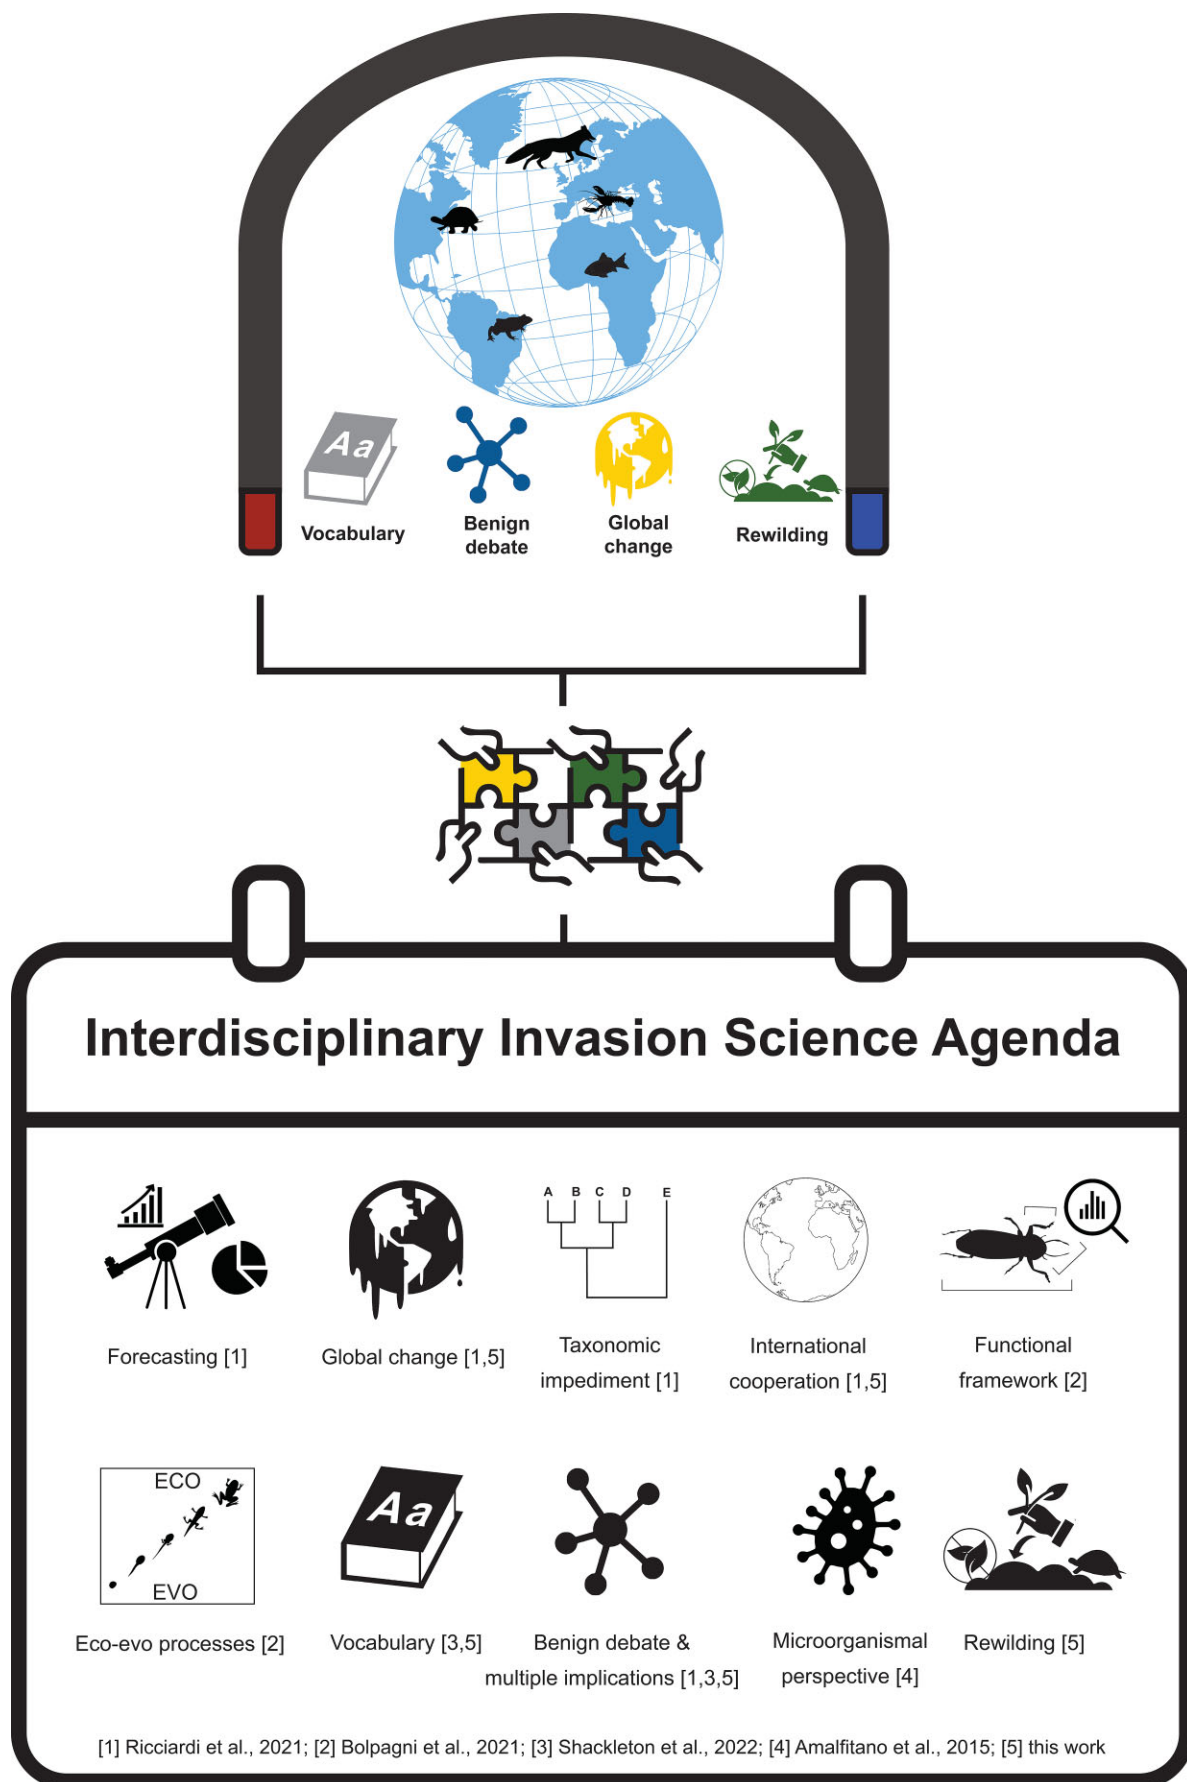 Aa
Vocabulary
Benign
debate
Global
change
Rewilding
Interdisciplinary Invasion Science Agenda
A B C D E
Forecasting [1]
Global change [1,5]
Taxonomic
impediment [1]
International
cooperation [1,5]
Functional
framework [2]
ECO
EVO
Aa
Eco-evo processes [2]
Vocabulary [3,5]
Benign debate &
multiple implications [1,3,5]
Microorganismal
perspective [4]
Rewilding [5]
[1] Ricciardi et al., 2021; [2] Bolpagni et al., 2021; [3] Shackleton et al., 2022; [4] Amalfitano et al., 2015; [5] this work